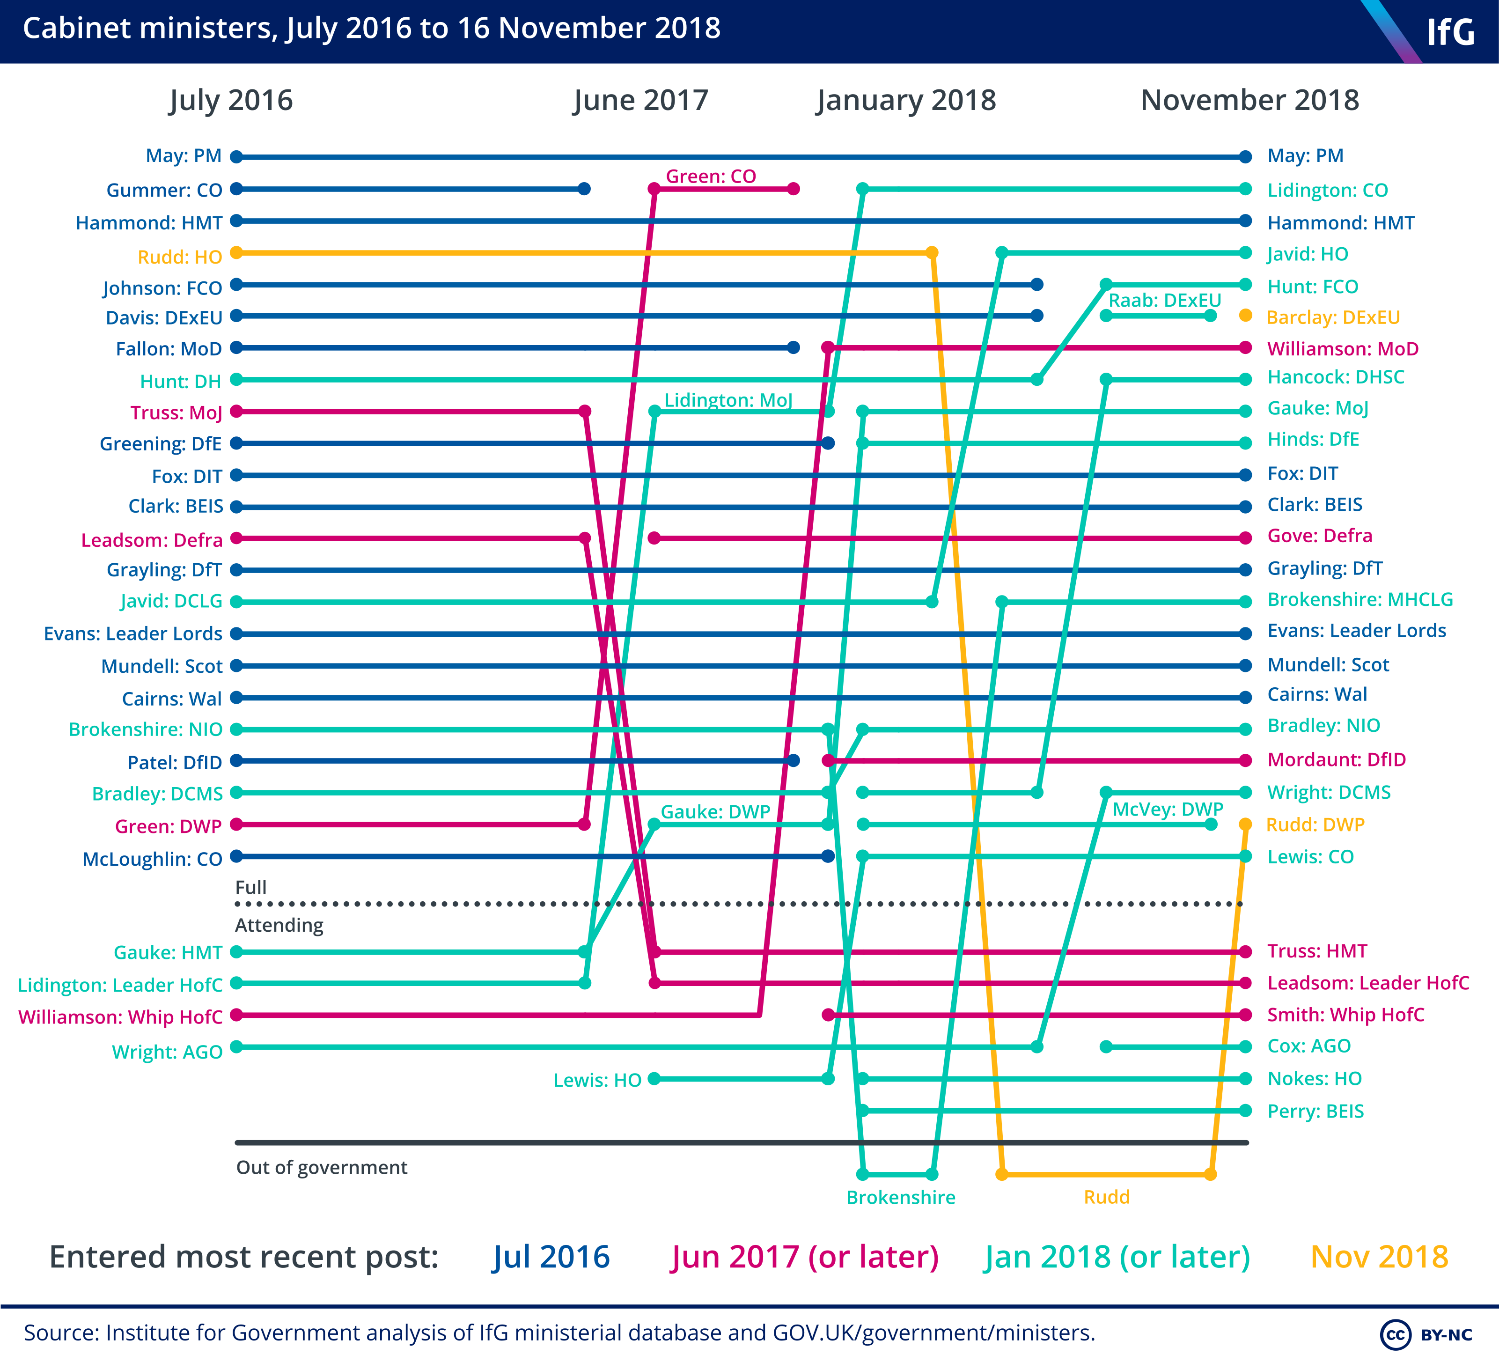 Cabinet ministers, July 2016 to 16 November 2018
IfG
July 2016
June 2017
January 2018
November 2018
May: PM
May: PM
Green: CO
Gummer: CO
Lidington: CO
Hammond: HMT
Hammond: HMT
Rudd: HO
Javid: HO
Johnson: FCO
Hunt: FCO
Raab: DExEU
Davis: DExEU
Barclay: DExEU
Fallon: MoD
Williamson: MoD
Hunt: DH
Hancock: DHSC
Lidington: MoJ
Truss: MoJ
Gauke: MoJ
Greening: DfE
Hinds: DfE
Fox: DIT
Fox: DIT
Clark: BEIS
Clark: BEIS
Leadsom: Defra
Gove: Defra
Grayling: DfT
Grayling: DfT
Javid: DCLG
Brokenshire: MHCLG
Evans: Leader Lords
Evans: Leader Lords
Mundell: Scot
Mundell: Scot
Cairns: Wal
Cairns: Wal
Brokenshire: NIO
Bradley: NIO
Patel: DfID
Mordaunt: DfID
Bradley: DCMS
Wright: DCMS
Gauke: DWP
McVey: DWP
Green: DWP
Rudd: DWP
McLoughlin: CO
Lewis: CO
Full
Attending
Gauke: HMT
Truss: HMT
Lidington: Leader HofC
Leadsom: Leader HofC
Williamson: Whip HofC
Smith: Whip HofC
Wright: AGO
Cox: AGO
Lewis: HO
Nokes: HO
Perry: BEIS
Out of government
Brokenshire
Rudd
Entered most recent post: Jul 2016 Jun 2017 (or later) Jan 2018 (or later) Nov 2018
Source: Institute for Government analysis of IfG ministerial database and GOV.UK/government/ministers.
cc BY-NC